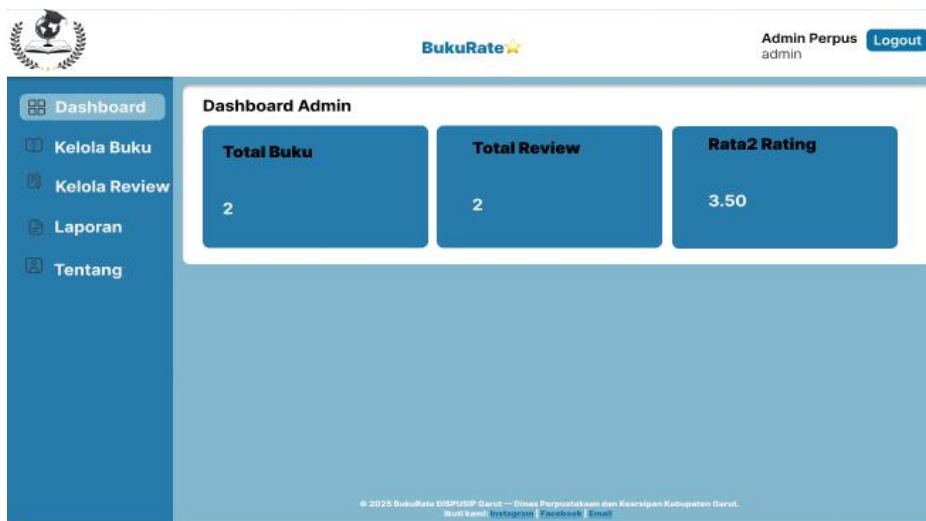 BukuRate⭐
Admin Perpus
admin
Logout
Dashboard
Kelola Buku
Kelola Review
Laporan
Tentang
Dashboard Admin
Total Buku
2
Total Review
2
Rata2 Rating
3.50
© 2025 BukuRate DISPUSIP Garut — Dinas Perpustakaan dan Kearsipan Kabupaten Garut.
Ikuti kami: Instagram | Facebook | Email